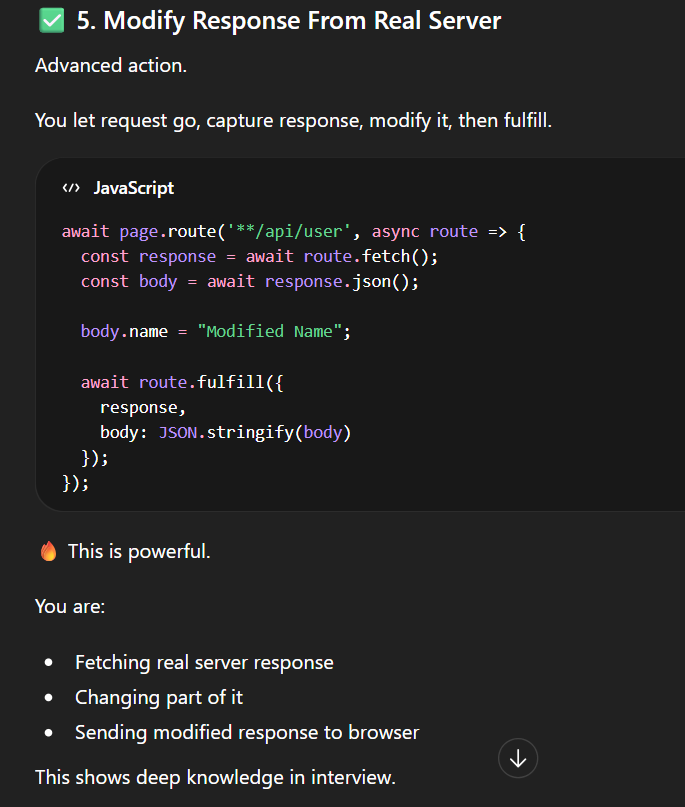 ✅ 5. Modify Response From Real Server
Advanced action.
You let request go, capture response, modify it, then fulfill.
</> JavaScript
await page.route('**/api/user', async route => {
  const response = await route.fetch();
  const body = await response.json();
  body.name = "Modified Name";
  await route.fulfill({
    response,
    body: JSON.stringify(body)
  });
});
🔥 This is powerful.
You are:
• Fetching real server response
• Changing part of it
• Sending modified response to browser
This shows deep knowledge in interview.